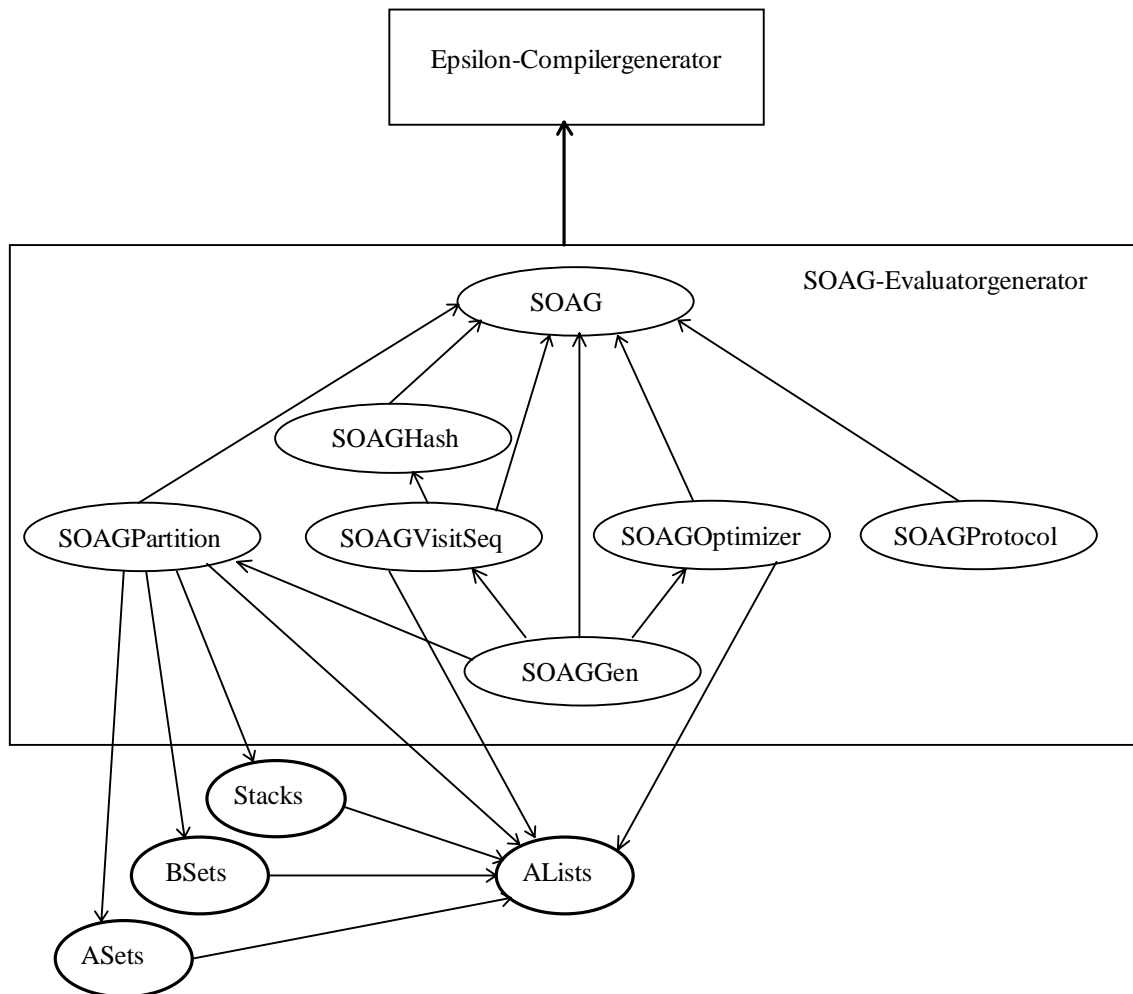 Epsilon-Compilergenerator
SOAG-Evaluatorgenerator
SOAG
SOAGHash
SOAGPartition
SOAGVisitSeq
SOAGOptimizer
SOAGProtocol
SOAGGen
Stacks
BSets
ALists
ASets